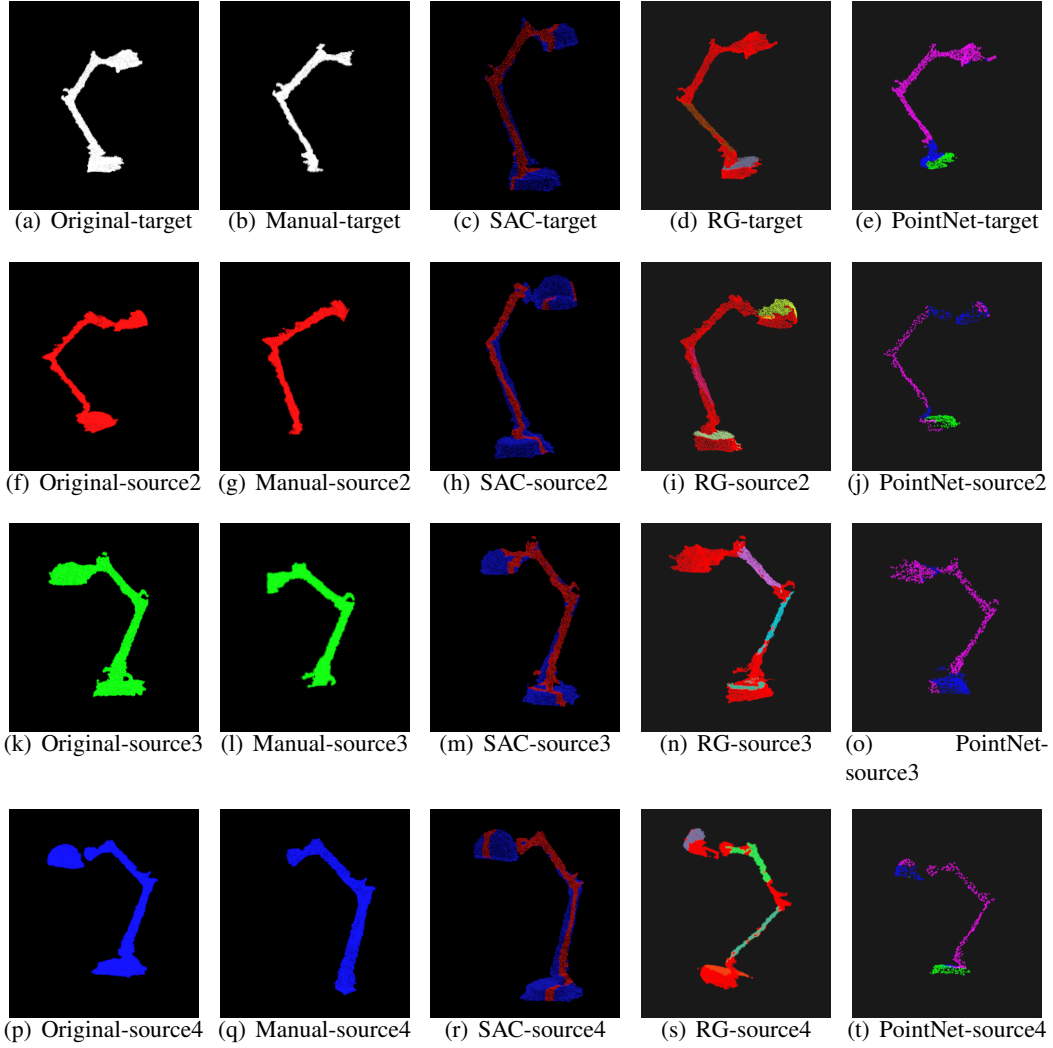 (a) Original-target
(b) Manual-target
(c) SAC-target
(d) RG-target
(e) PointNet-target
(f) Original-source2
(g) Manual-source2
(h) SAC-source2
(i) RG-source2
(j) PointNet-source2
(k) Original-source3
(l) Manual-source3
(m) SAC-source3
(n) RG-source3
(o) PointNet-
source3
(p) Original-source4
(q) Manual-source4
(r) SAC-source4
(s) RG-source4
(t) PointNet-source4